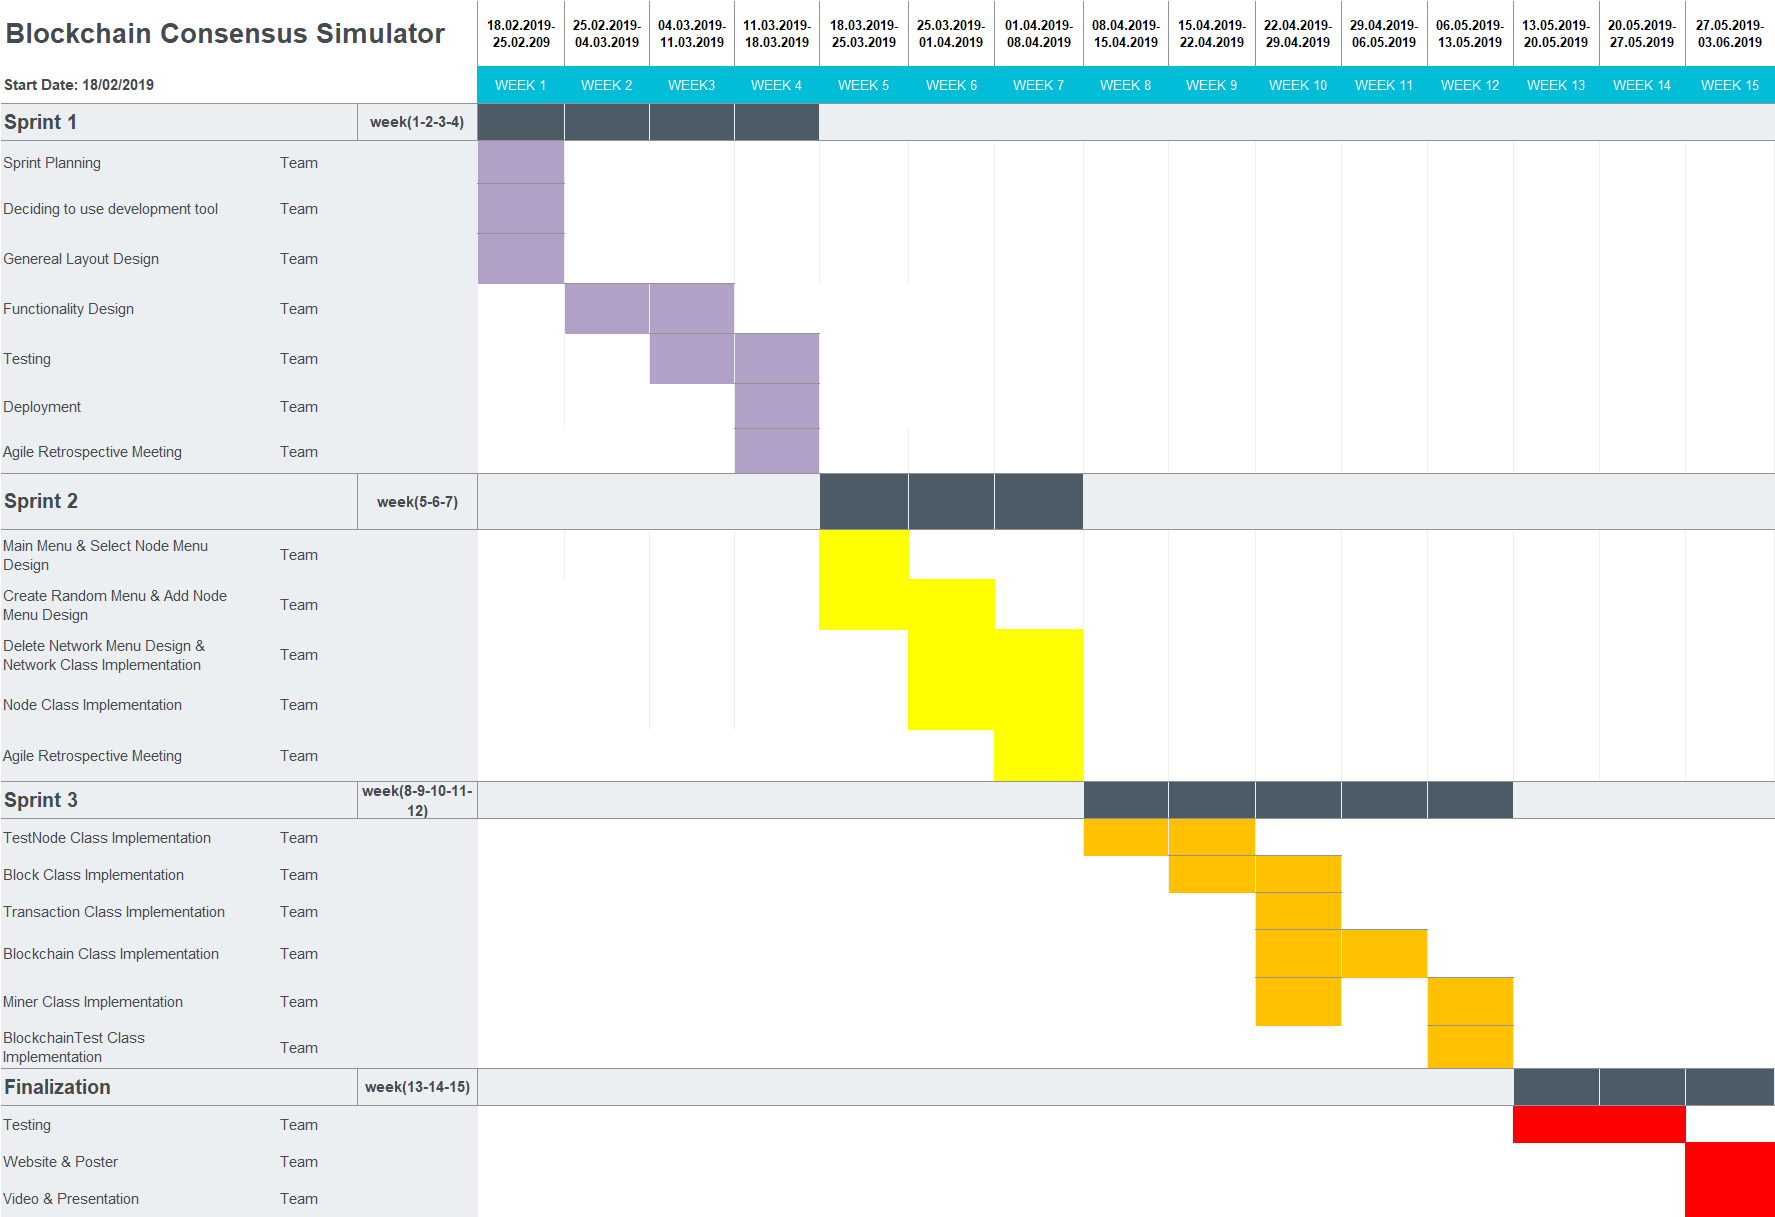 Blockchain Consensus Simulator
18.02.2019- 25.02.2019- 04.03.2019- 11.03.2019- 18.03.2019- 25.03.2019- 01.04.2019- 08.04.2019- 15.04.2019- 22.04.2019- 29.04.2019- 06.05.2019- 13.05.2019- 20.05.2019- 27.05.2019-
25.02.209 04.03.2019 11.03.2019 18.03.2019 25.03.2019 01.04.2019 08.04.2019 15.04.2019 22.04.2019 29.04.2019 06.05.2019 13.05.2019 20.05.2019 27.05.2019 03.06.2019
Start Date: 18/02/2019 WEEK 1 WEEK 2 WEEK3 WEEK 4 WEEK 5 WEEK 6 WEEK 7 WEEK 8 WEEK 9 WEEK 10 WEEK 11 WEEK 12 WEEK 13 WEEK 14 WEEK 15
Sprint 1 week(1-2-3-4)
Sprint Planning Team
Deciding to use development tool Team
Genereal Layout Design Team
Functionality Design Team
Testing Team
Deployment Team
Agile Retrospective Meeting Team
Sprint 2 week(5-6-7)
Main Menu & Select Node Menu
Design Team
Create Random Menu & Add Node
Menu Design Team
Delete Network Menu Design &
Network Class Implementation Team
Node Class Implementation Team
Agile Retrospective Meeting Team
Sprint 3 week(8-9-10-11-
12)
TestNode Class Implementation Team
Block Class Implementation Team
Transaction Class Implementation Team
Blockchain Class Implementation Team
Miner Class Implementation Team
BlockchainTest Class
Implementation Team
Finalization week(13-14-15)
Testing Team
Website & Poster Team
Video & Presentation Team